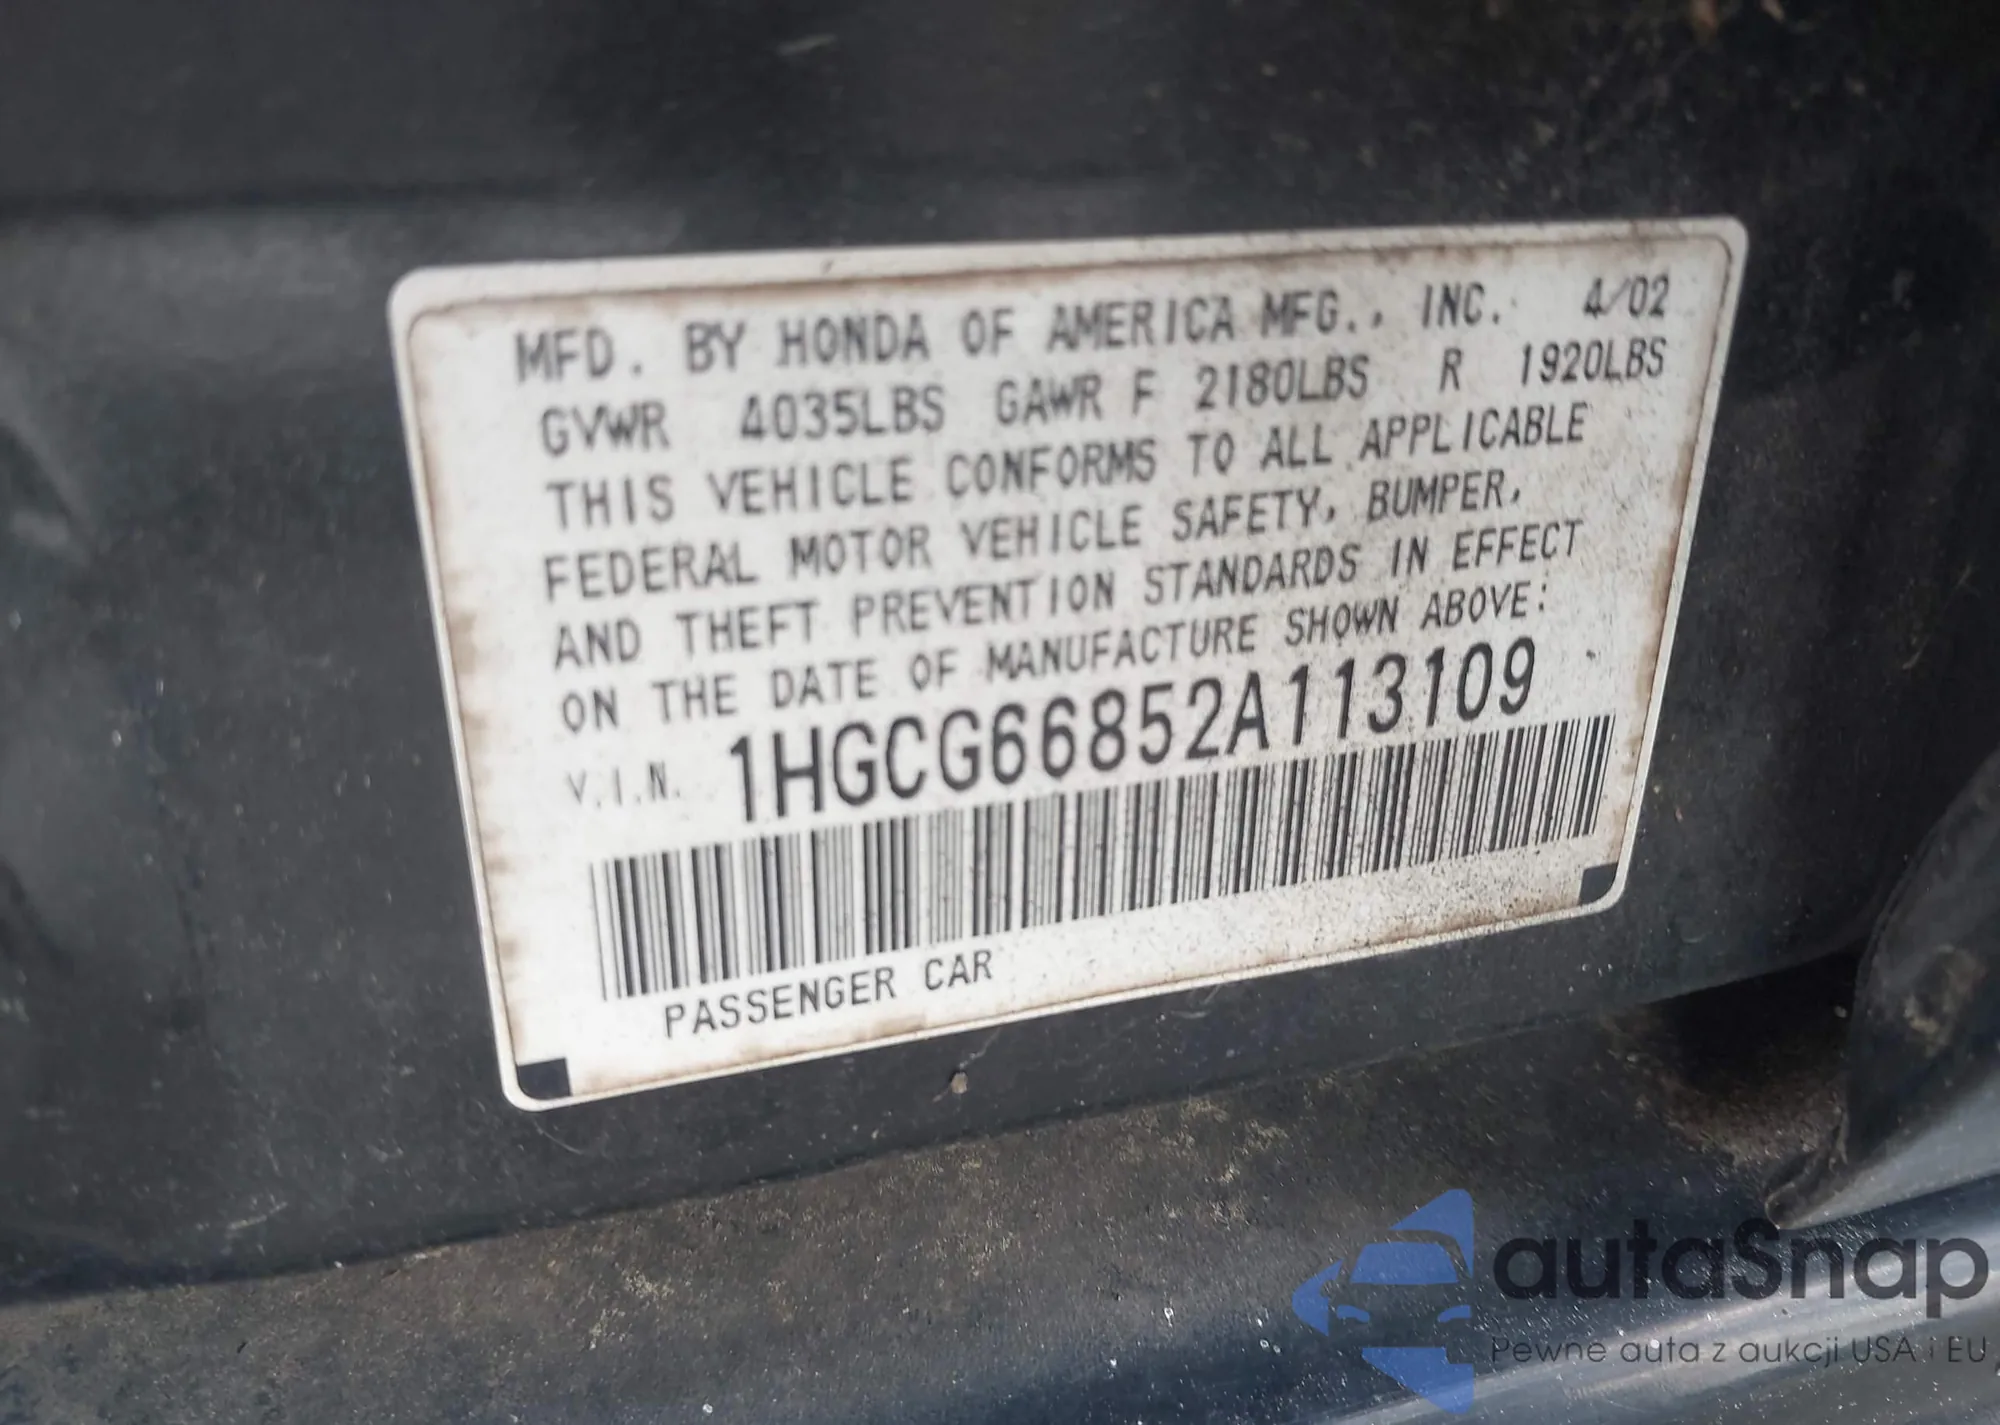 MFD. BY HONDA OF AMERICA MFG., INC. 4/02
GVWR 4035LBS GAWR F 2180LBS R 1920LBS
THIS VEHICLE CONFORMS TO ALL APPLICABLE
FEDERAL MOTOR VEHICLE SAFETY, BUMPER,
AND THEFT PREVENTION STANDARDS IN EFFECT
ON THE DATE OF MANUFACTURE SHOWN ABOVE:
V.I.N. 1HGCG66852A113109
PASSENGER CAR
autaSnap
Pewne auta z aukcji USA i EU